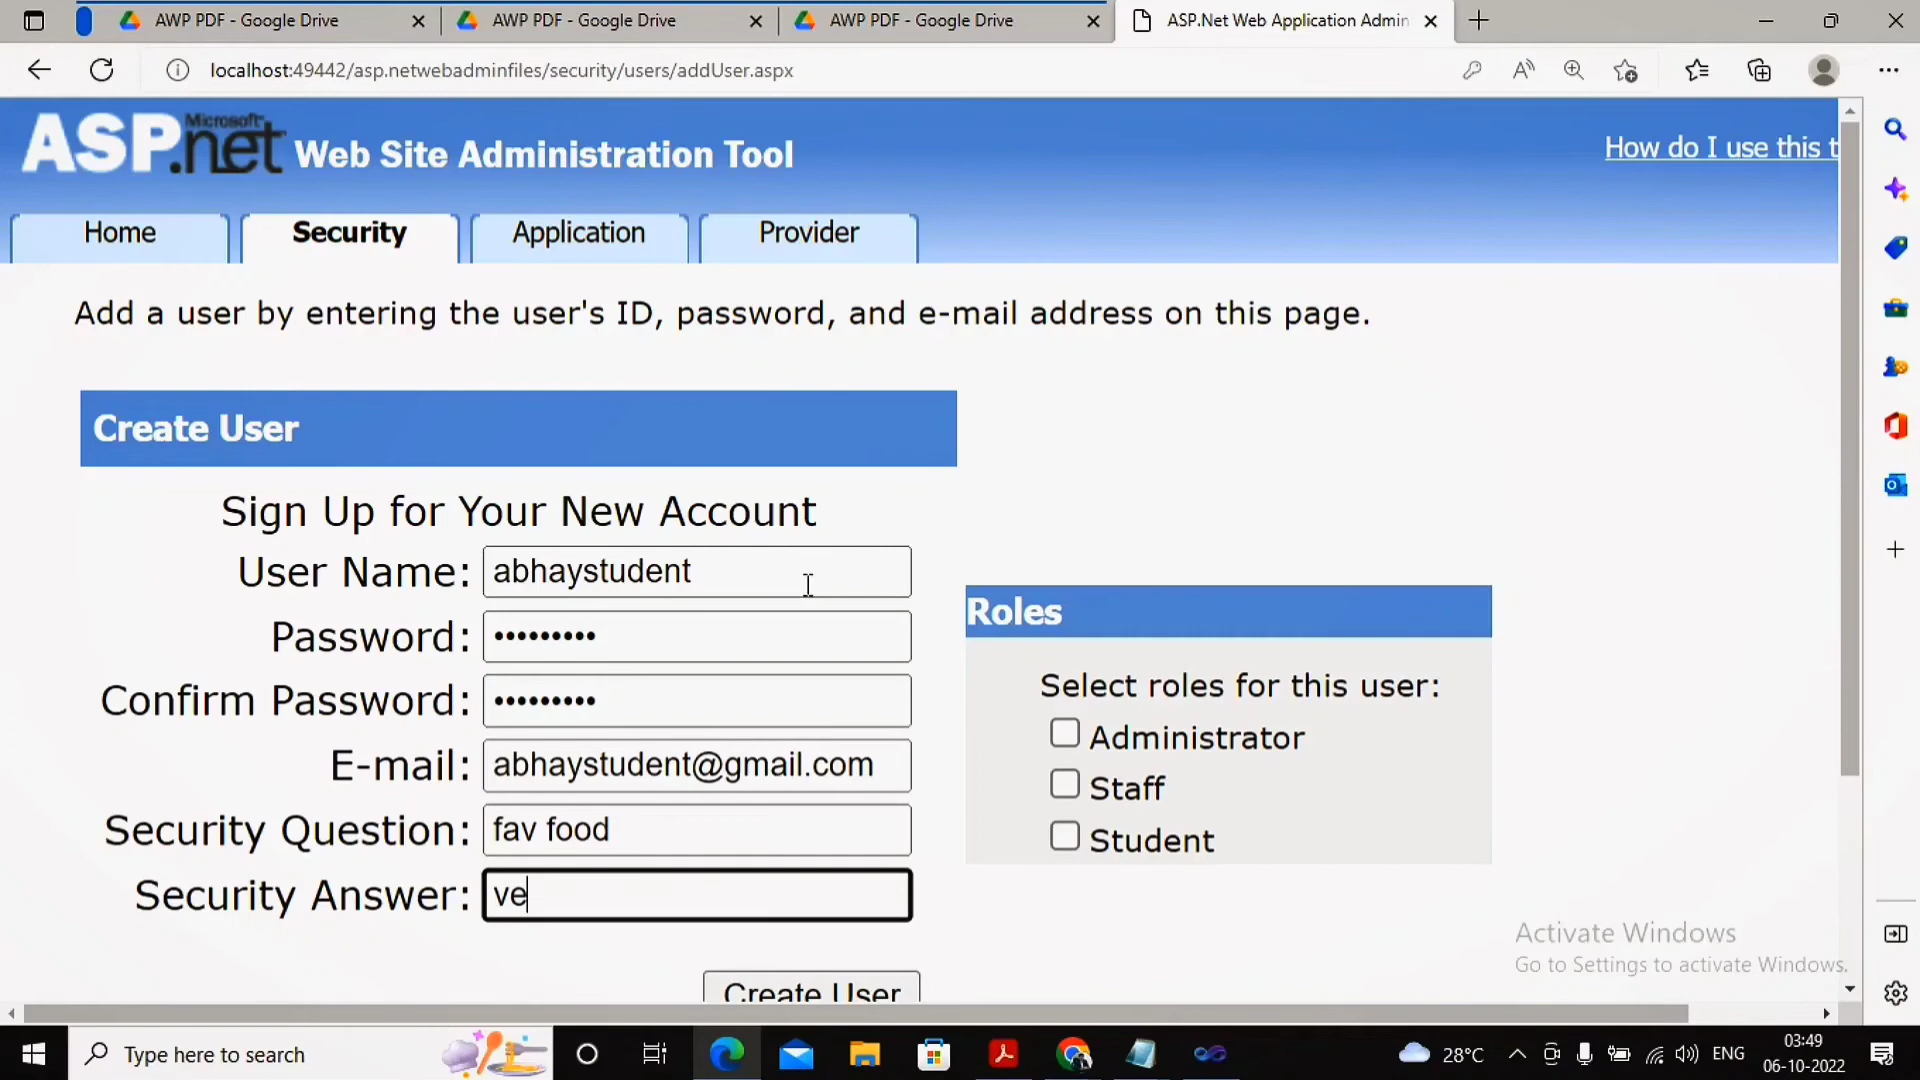 AWP PDF - Google Drive
AWP PDF - Google Drive
AWP PDF - Google Drive
ASP.Net Web Application Admin
localhost:49442/asp.netwebadminfiles/security/users/addUser.aspx
Microsoft
ASP.net Web Site Administration Tool
How do I use this t
Home
Security
Application
Provider
Add a user by entering the user's ID, password, and e-mail address on this page.
Create User
Sign Up for Your New Account
User Name: abhaystudent
Password: •••••••••
Confirm Password: •••••••••
E-mail: abhaystudent@gmail.com
Security Question: fav food
Security Answer: ve
Create User
Roles
Select roles for this user:
Administrator
Staff
Student
Activate Windows
Go to Settings to activate Windows.
Type here to search
28°C
ENG
03:49
06-10-2022